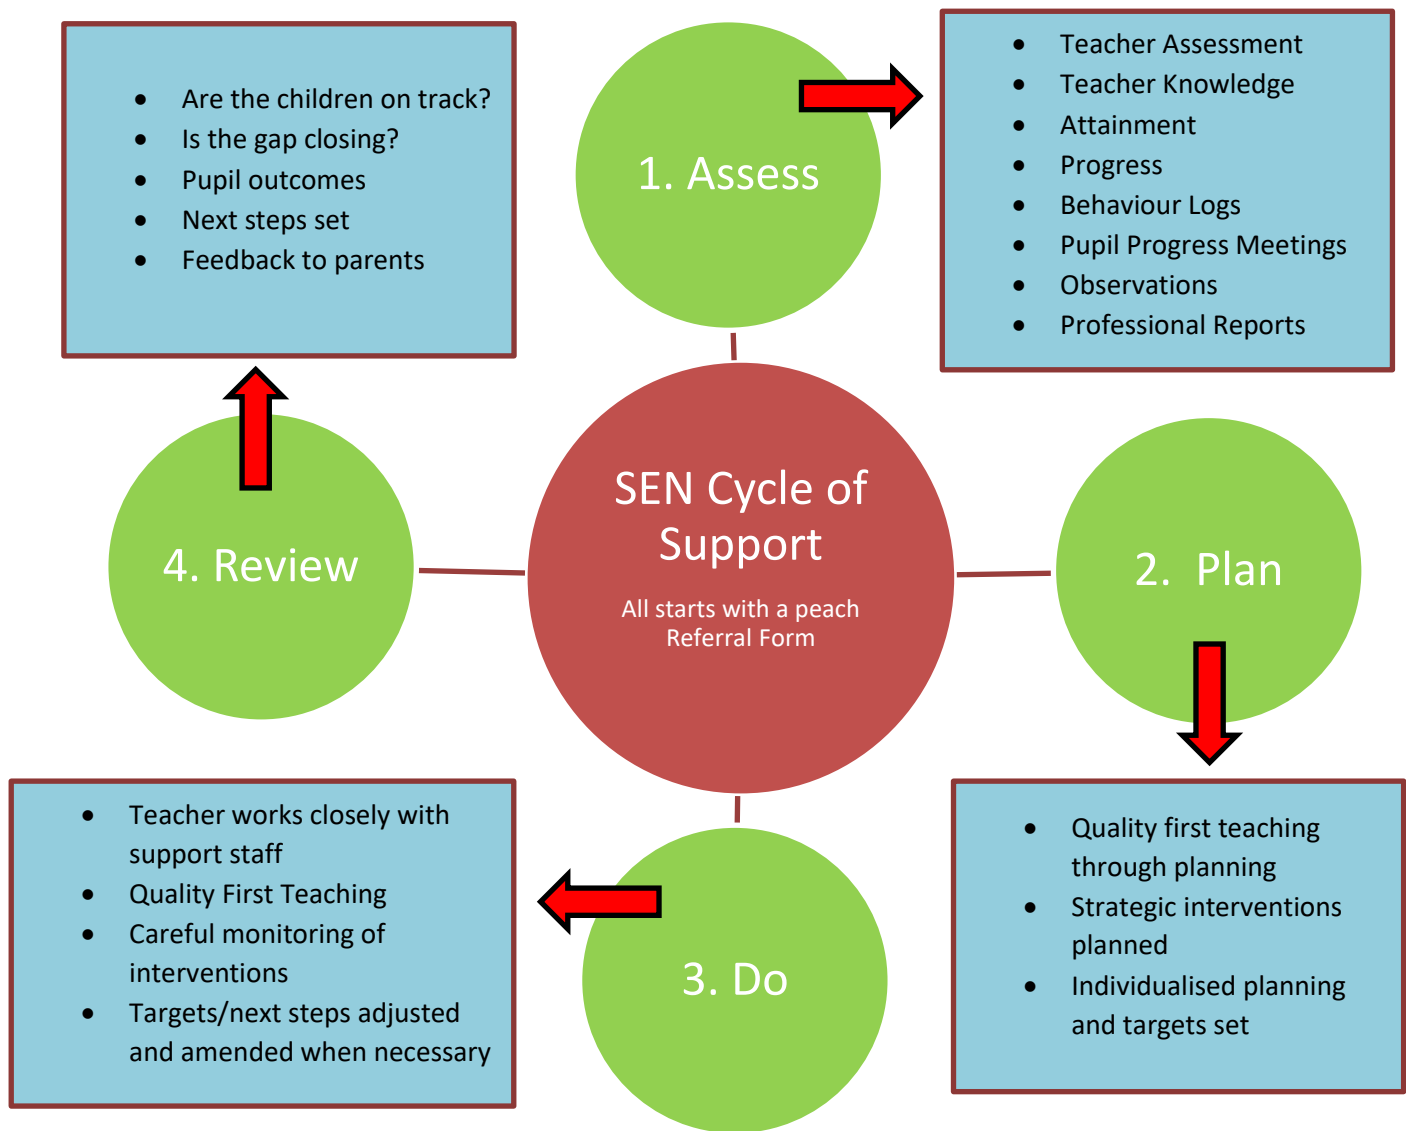 1. Assess
• Teacher Assessment
• Teacher Knowledge
• Attainment
• Progress
• Behaviour Logs
• Pupil Progress Meetings
• Observations
• Professional Reports
SEN Cycle of
Support
All starts with a peach
Referral Form
2. Plan
• Quality first teaching
through planning
• Strategic interventions
planned
• Individualised planning
and targets set
3. Do
• Teacher works closely with
support staff
• Quality First Teaching
• Careful monitoring of
interventions
• Targets/next steps adjusted
and amended when necessary
4. Review
• Are the children on track?
• Is the gap closing?
• Pupil outcomes
• Next steps set
• Feedback to parents